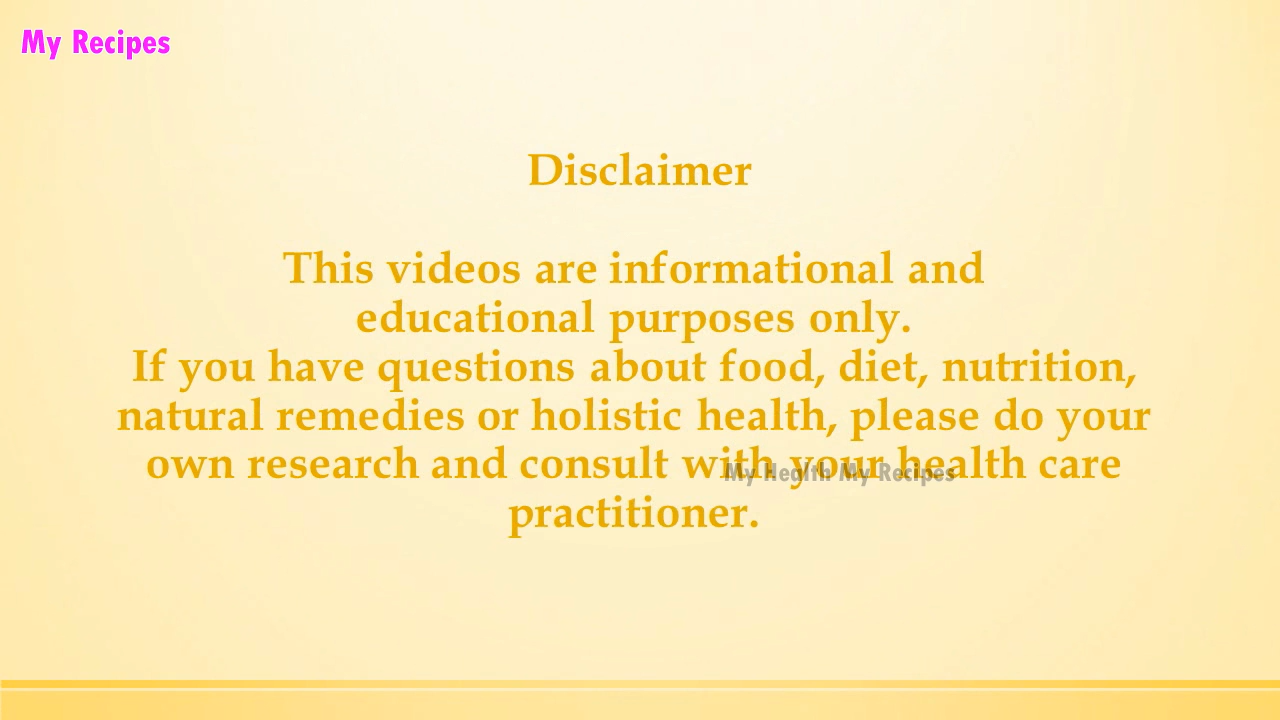 My Recipes
Disclaimer
This videos are informational and
educational purposes only.
If you have questions about food, diet, nutrition,
natural remedies or holistic health, please do your
own research and consult with your health care
My Health My Recipes
practitioner.